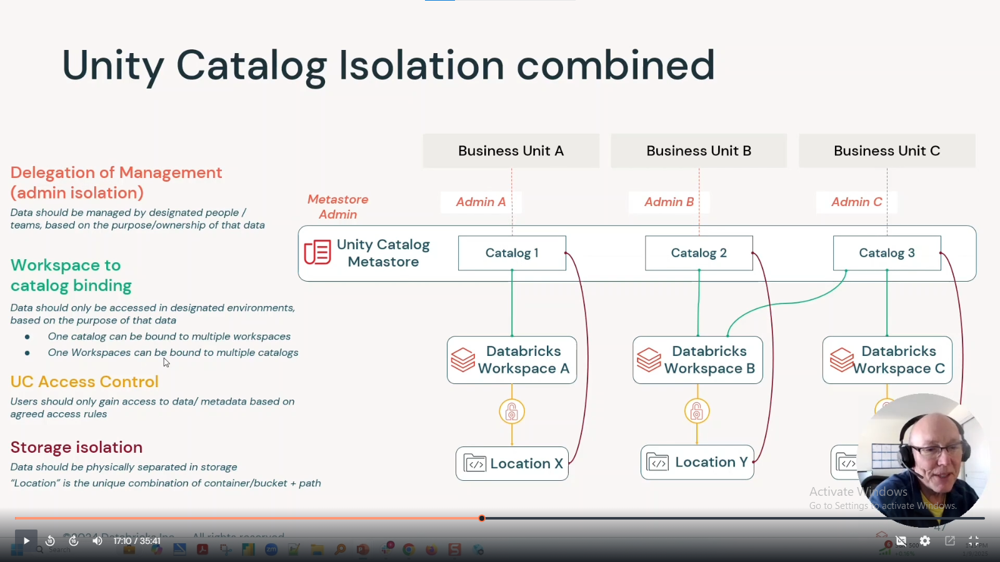 Unity Catalog Isolation combined
Business Unit A
Business Unit B
Business Unit C
Delegation of Management
(admin isolation)
Data should be managed by designated people /
teams, based on the purpose/ownership of that data
Metastore
Admin
Admin A
Admin B
Admin C
Unity Catalog
Metastore
Catalog 1
Catalog 2
Catalog 3
Workspace to
catalog binding
Data should only be accessed in designated environments,
based on the purpose of that data
● One catalog can be bound to multiple workspaces
● One Workspaces can be bound to multiple catalogs
Databricks
Workspace A
Databricks
Workspace B
Databricks
Workspace C
UC Access Control
Users should only gain access to data/ metadata based on
agreed access rules
Storage isolation
Data should be physically separated in storage
“Location” is the unique combination of container/bucket + path
Location X
Location Y
Activate Windows
Go to Settings to activate Windows.
©2024 Databricks Inc. — All rights reserved
47
17:10 / 35:41
Search